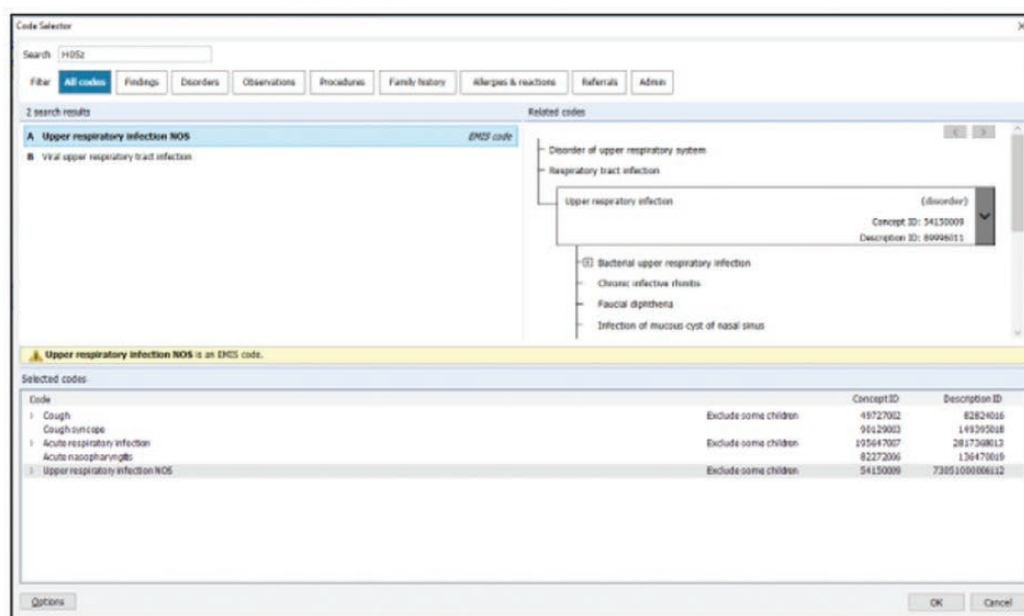 Code Selector
Search H05z
Filter All codes Findings Disorders Observations Procedures Family history Allergies & reactions Referrals Admin
2 search results
A Upper respiratory infection NOS EMIS code
B Viral upper respiratory tract infection
Related codes
Disorder of upper respiratory system
Respiratory tract infection
Upper respiratory infection (disorder)
Concept ID: 54150009
Description ID: 89996011
Bacterial upper respiratory infection
Chronic infective rhinitis
Faucial diphtheria
Infection of mucous cyst of nasal sinus
Upper respiratory infection NOS is an EMIS code.
Selected codes
Code Concept ID Description ID
Cough Exclude some children 49727002 82824016
Cough syncope 90129003 149395018
Acute respiratory infection Exclude some children 195647007 2817368013
Acute nasopharyngitis 82272006 136470019
Upper respiratory infection NOS Exclude some children 54150009
Options OK Cancel